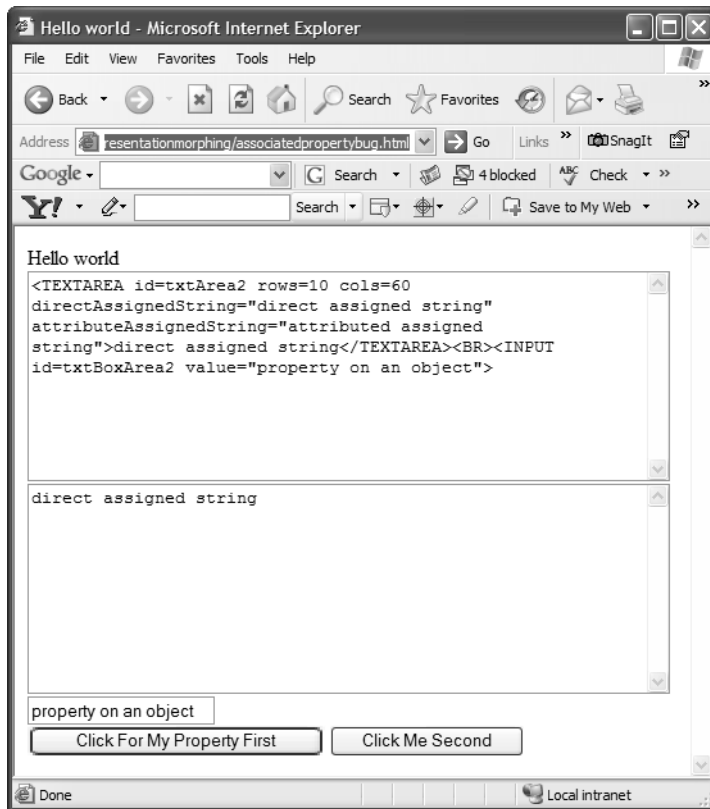 Hello world - Microsoft Internet Explorer
File Edit View Favorites Tools Help
Back Search Favorites »
Address resentationmorphing/associatedpropertybug.html Go Links » SnagIt
Google G Search 4 blocked ABC Check »
Y! Search Save to My Web »
Hello world
<TEXTAREA id=txtArea2 rows=10 cols=60
directAssignedString="direct assigned string"
attributeAssignedString="attributed assigned
string">direct assigned string</TEXTAREA><BR><INPUT
id=txtBoxArea2 value="property on an object">
direct assigned string
property on an object
Click For My Property First Click Me Second
Done Local intranet